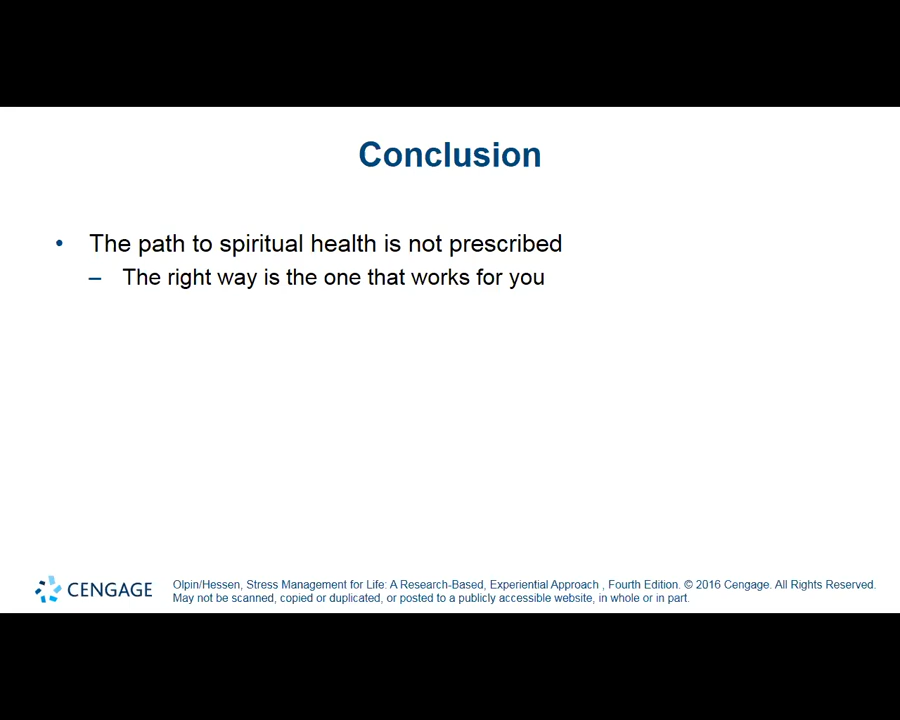 Conclusion
• The path to spiritual health is not prescribed
– The right way is the one that works for you
CENGAGE
Olpin/Hessen, Stress Management for Life: A Research-Based, Experiential Approach , Fourth Edition. © 2016 Cengage. All Rights Reserved.
May not be scanned, copied or duplicated, or posted to a publicly accessible website, in whole or in part.